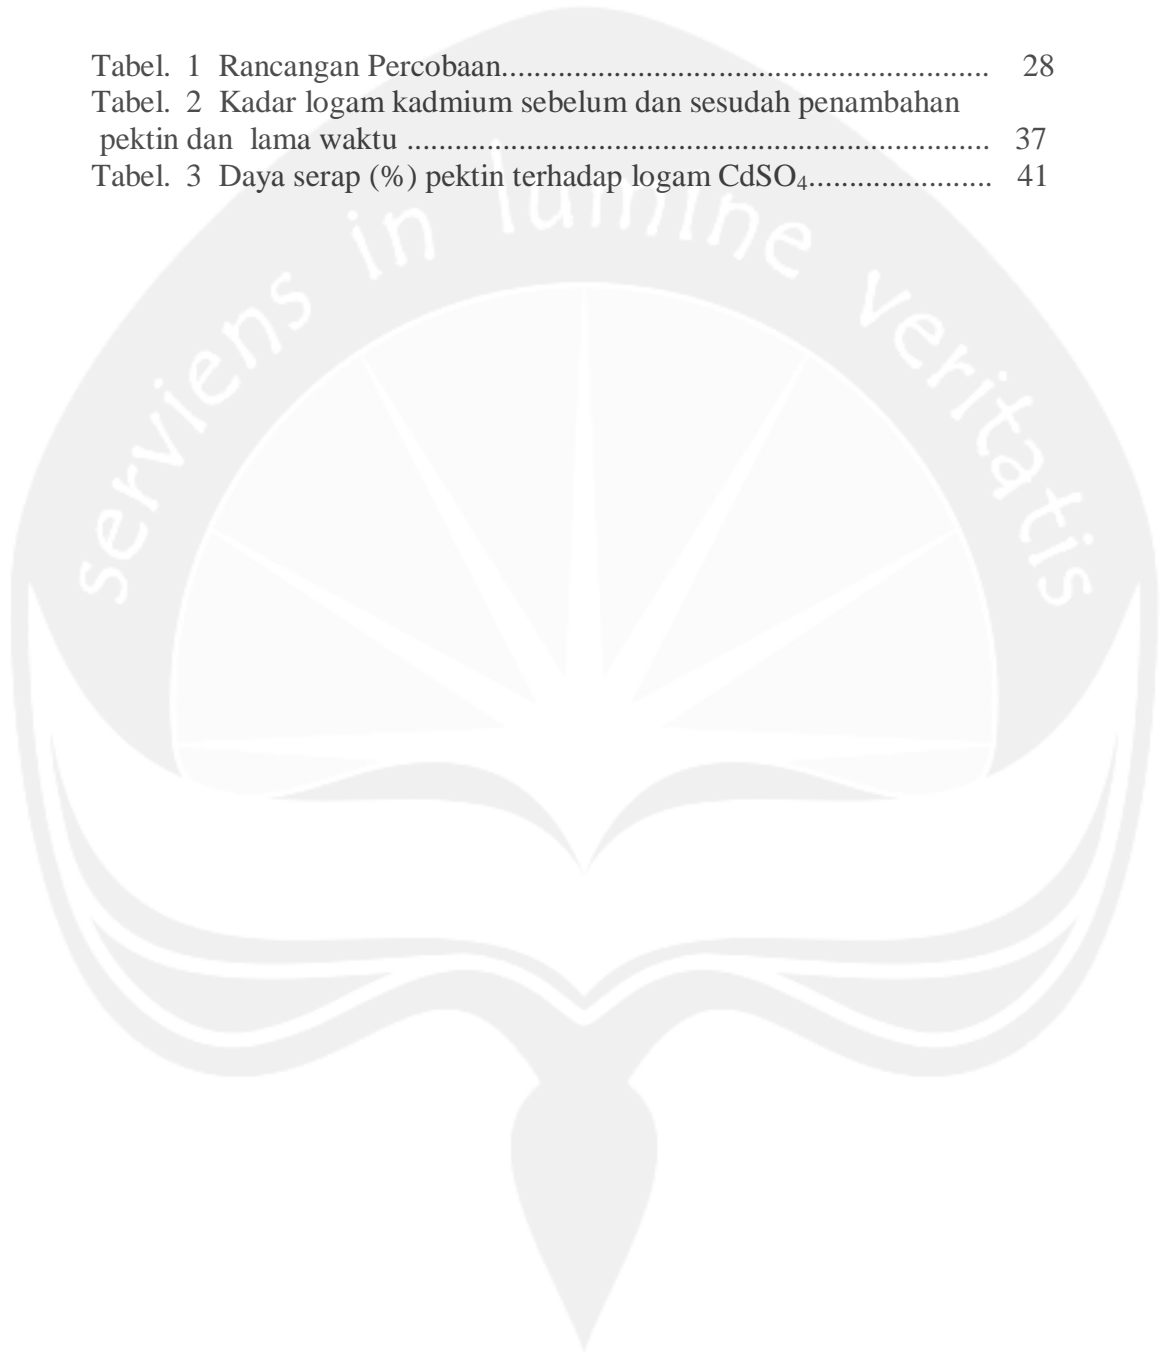 Tabel. 1 Rancangan Percobaan............................................................. 28
Tabel. 2 Kadar logam kadmium sebelum dan sesudah penambahan
pektin dan lama waktu ......................................................................... 37
Tabel. 3 Daya serap (%) pektin terhadap logam CdSO₄....................... 41
serviens in lumine veritatis